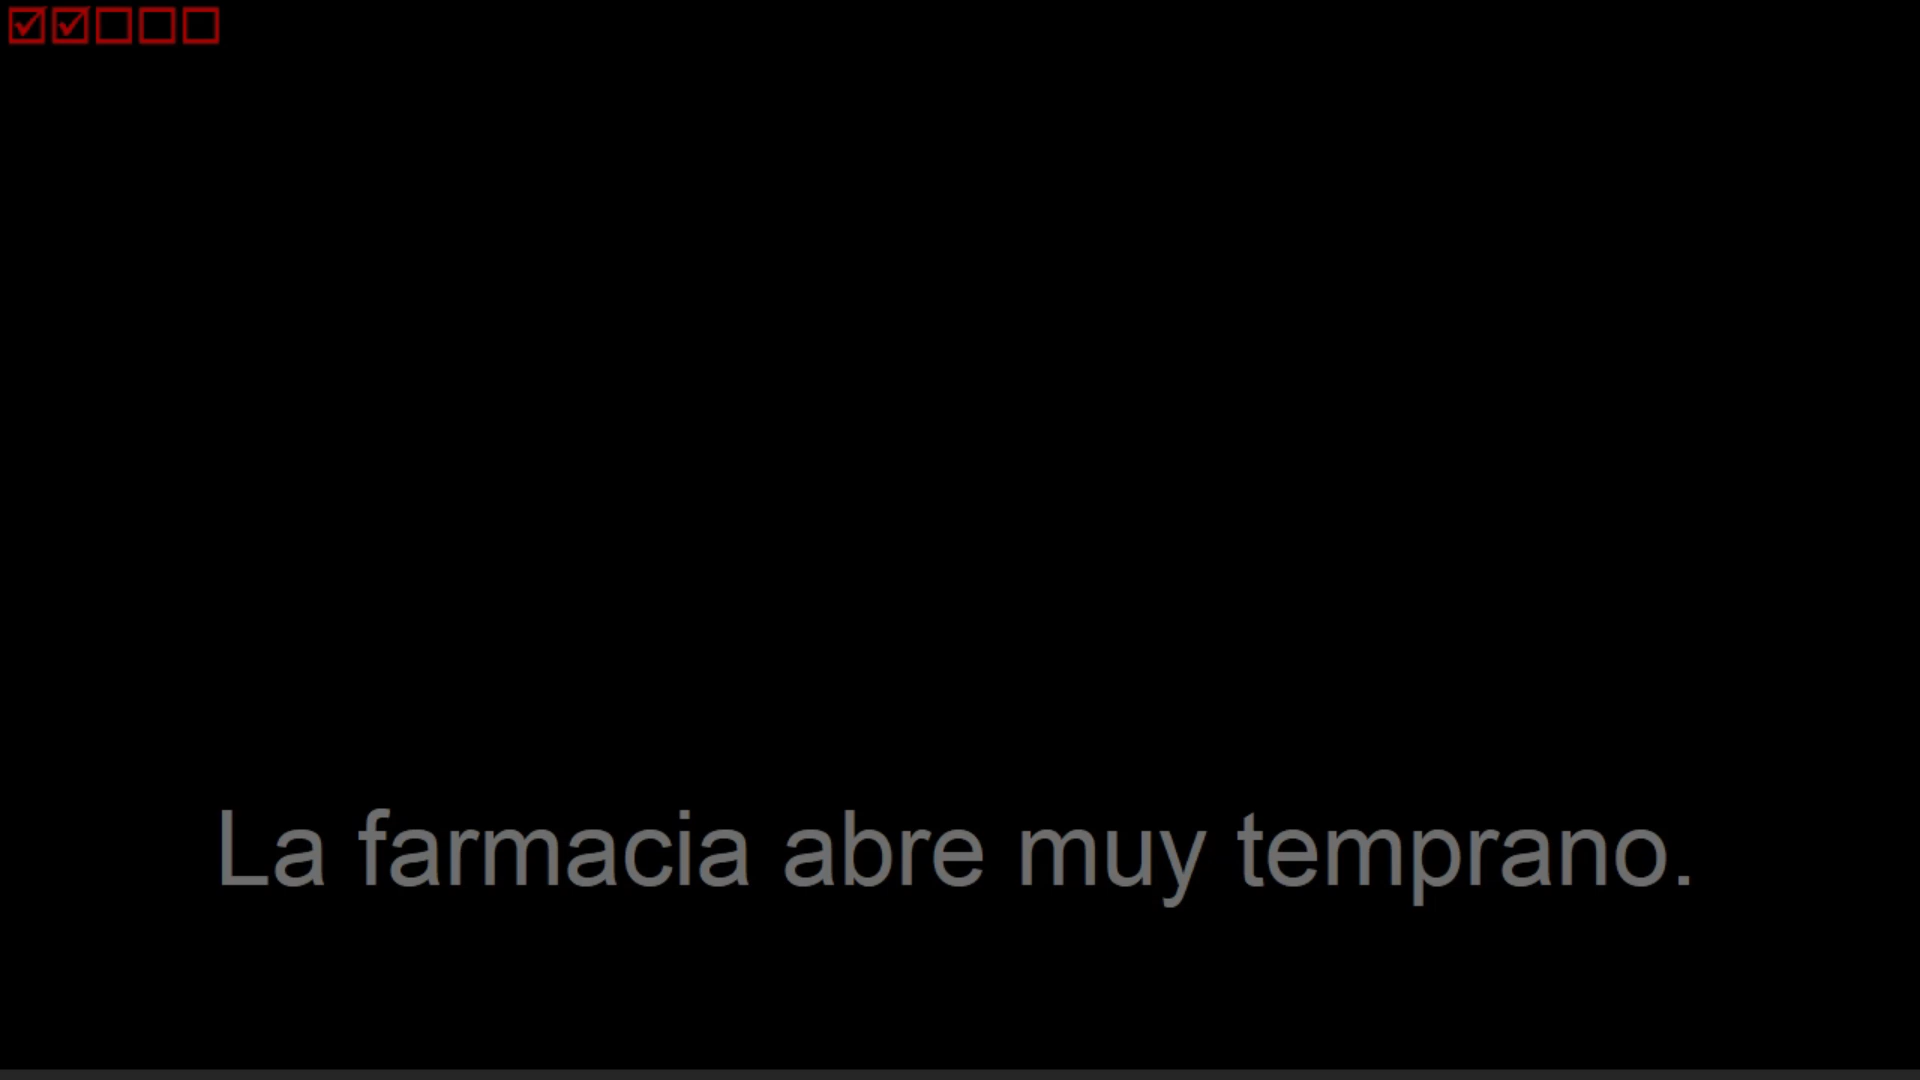 ☑☑☐☐☐
La farmacia abre muy temprano.